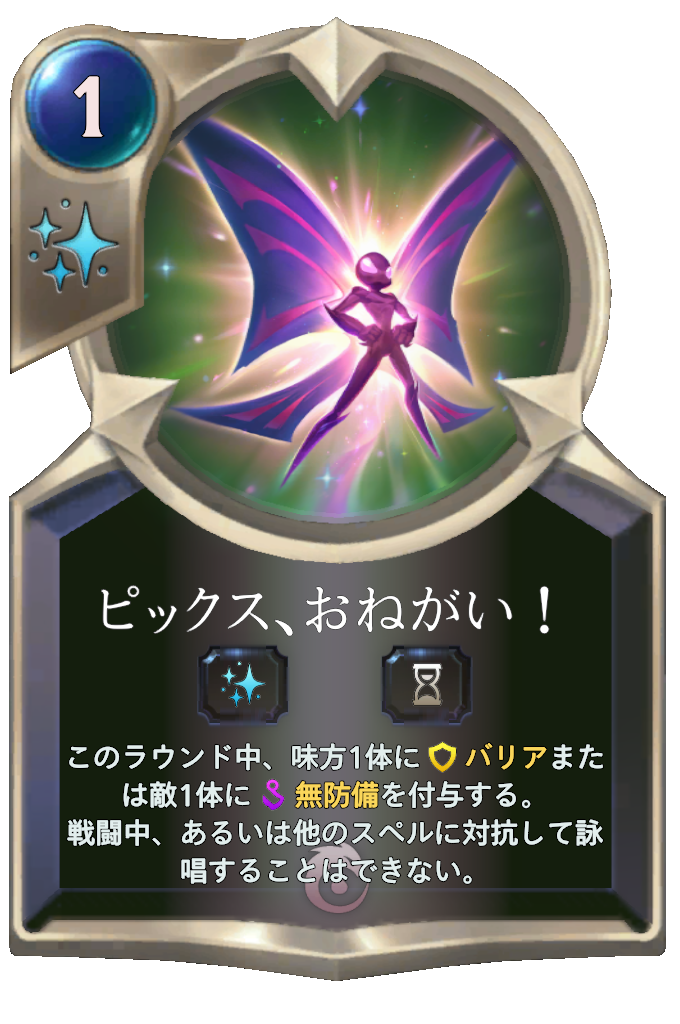 1
ピックス、おねがい！
このラウンド中、味方1体に バリアまた
は敵1体に 無防備を付与する。
戦闘中、あるいは他のスペルに対抗して詠
唱することはできない。